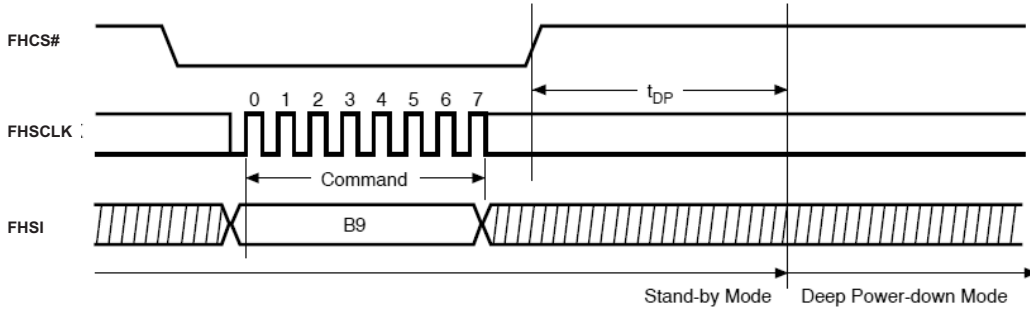 FHCS#
0 1 2 3 4 5 6 7
tDP
FHSCLK
Command
FHSI
B9
Stand-by Mode
Deep Power-down Mode